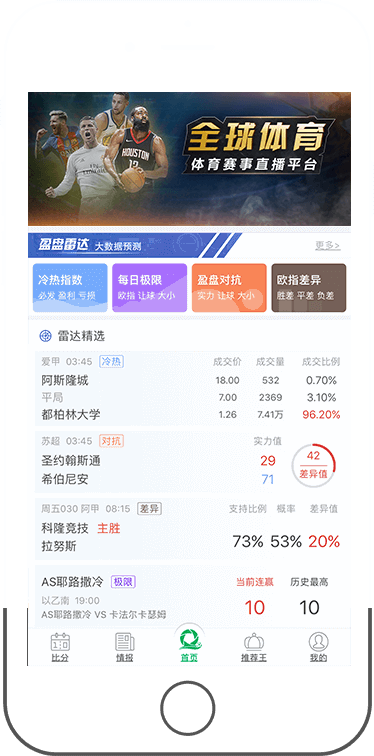 全球体育
体育赛事直播平台
HOUSTON
13
盈盘雷达 大数据预测 更多>
冷热指数 每日极限 盈盘对抗 欧指差异
必发 盈利 亏损 欧指 让球 大小 实力 让球 大小 胜差 平差 负差
雷达精选
爱甲 03:45 冷热 成交价 成交量 成交比例
阿斯隆城 18.00 532 0.70%
平局 7.00 2369 3.10%
都柏林大学 1.26 7.41万 96.20%
苏超 03:45 对抗 实力值
圣约翰斯通 29 42
希伯尼安 71 差异值
周五030 阿甲 08:15 差异 支持比例 概率 差异值
科隆竞技 主胜
拉努斯 73% 53% 20%
AS耶路撒冷 极限 当前连赢 历史最高
以乙南 19:00 10 10
AS耶路撒冷 VS 卡法尔卡瑟姆
比分 情报 首页 推荐王 我的